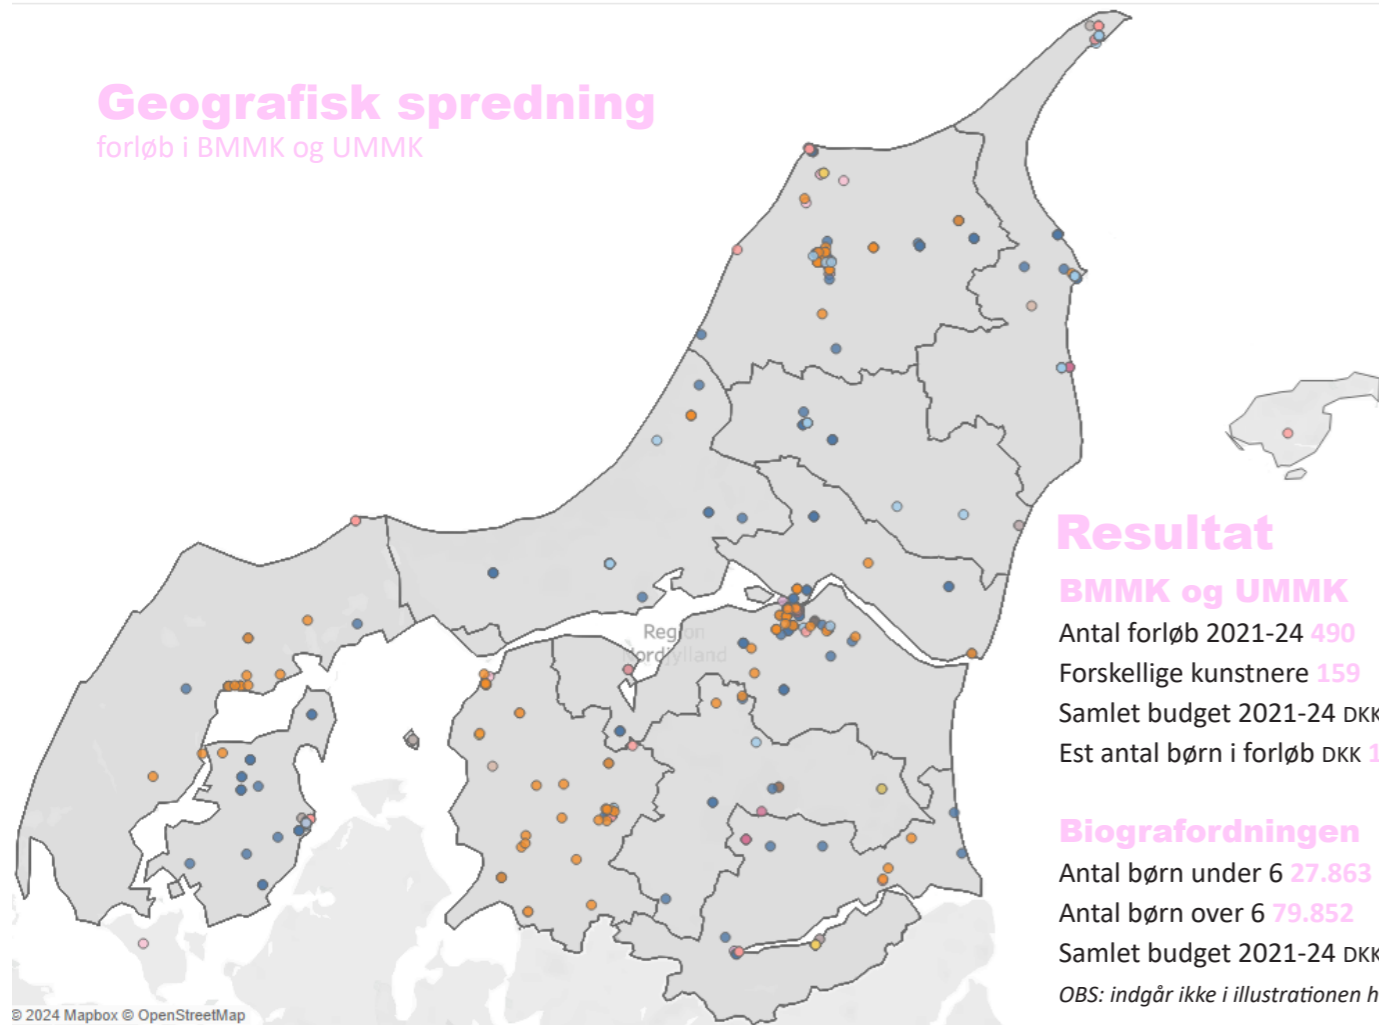 Geografisk spredning
forløb i BMMK og UMMK
Region
Nordjylland
Resultat
BMMK og UMMK
Antal forløb 2021-24 490
Forskellige kunstnere 159
Samlet budget 2021-24 DKK
Est antal børn i forløb DKK 1
Biografordningen
Antal børn under 6 27.863
Antal børn over 6 79.852
Samlet budget 2021-24 DKK
OBS: indgår ikke i illustrationen h
© 2024 Mapbox © OpenStreetMap